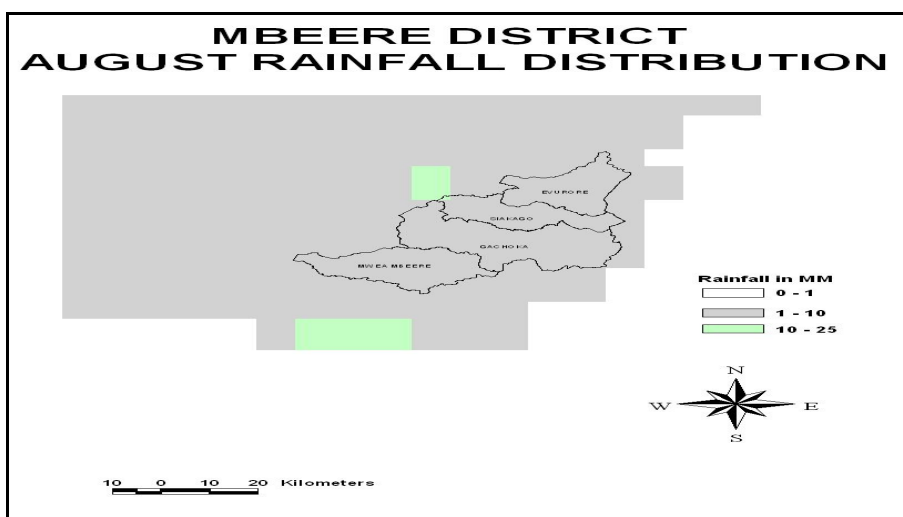 MBEERE DISTRICT
AUGUST RAINFALL DISTRIBUTION
EVURORE
SIAKAGO
GACHOKA
MWEA MBEERE
Rainfall in MM
0 - 1
1 - 10
10 - 25
N
W E
S
10 0 10 20 Kilometers